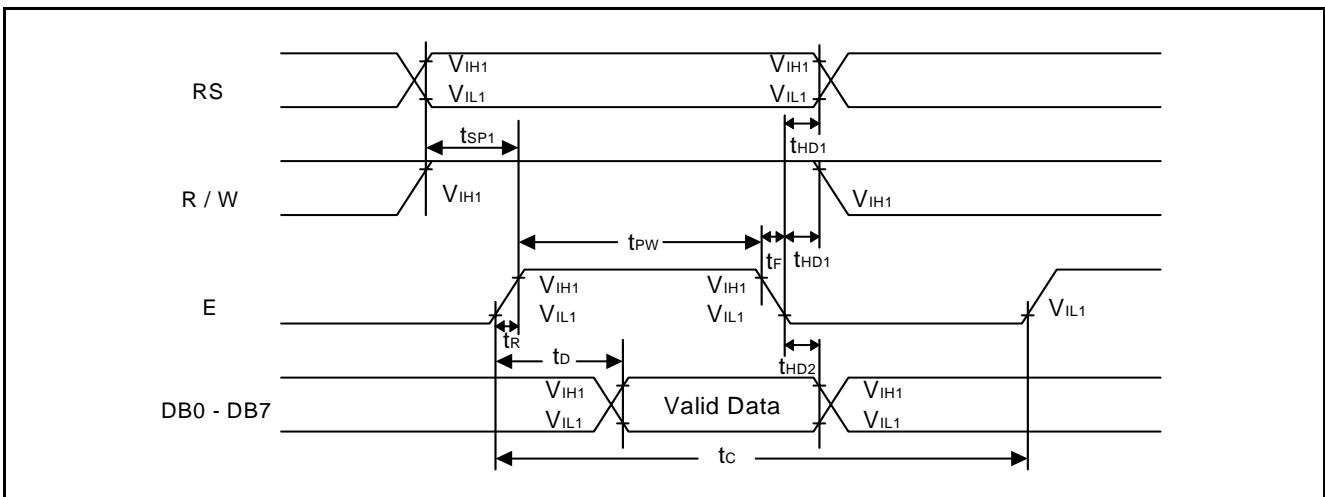 VIH1 VIH1
RS
VIL1 VIL1
tSP1
tHD1
R / W
VIH1 VIH1
tPW
tF tHD1
VIH1 VIH1
E
VIL1 VIL1 VIL1
tR
tD
tHD2
VIH1 VIH1
DB0 - DB7 Valid Data
VIL1 VIL1
tC